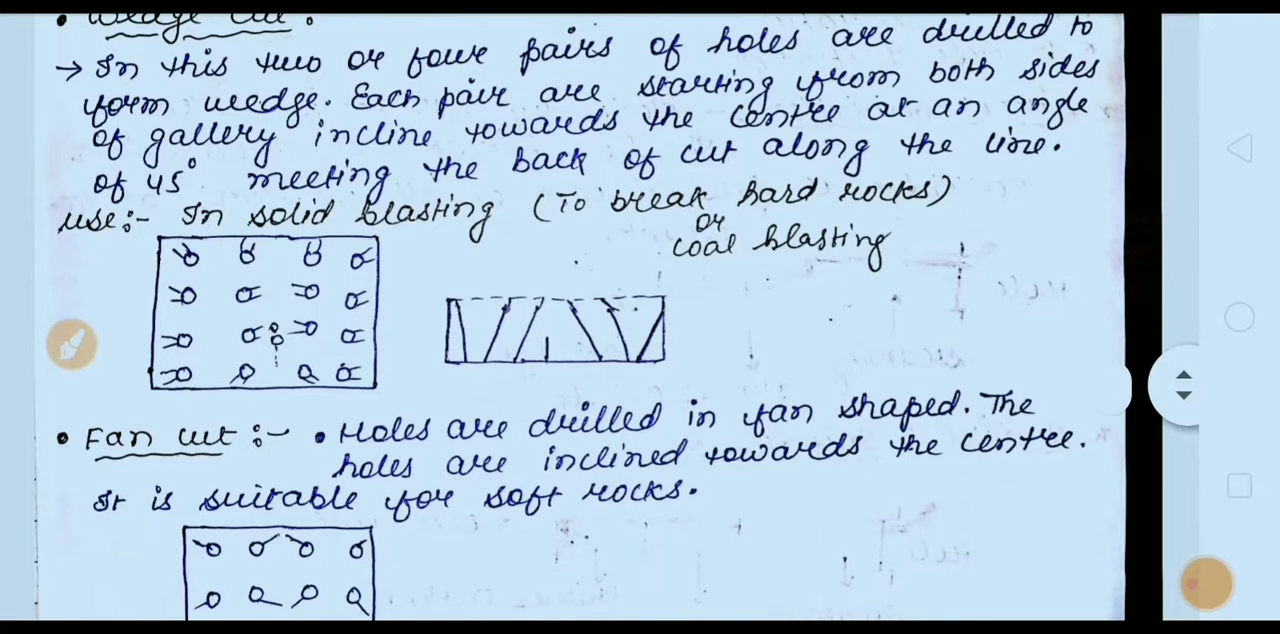 • Wedge Cut :
→ In this two or four pairs of holes are drilled to
form wedge. Each pair are starting from both sides
of gallery incline towards the centre at an angle
of 45° meeting the back of cut along the line.
use:- In solid blasting (To break hard rocks)
or
coal blasting
• Fan cut :- • Holes are drilled in fan shaped. The
holes are inclined towards the centre.
It is suitable for soft rocks.